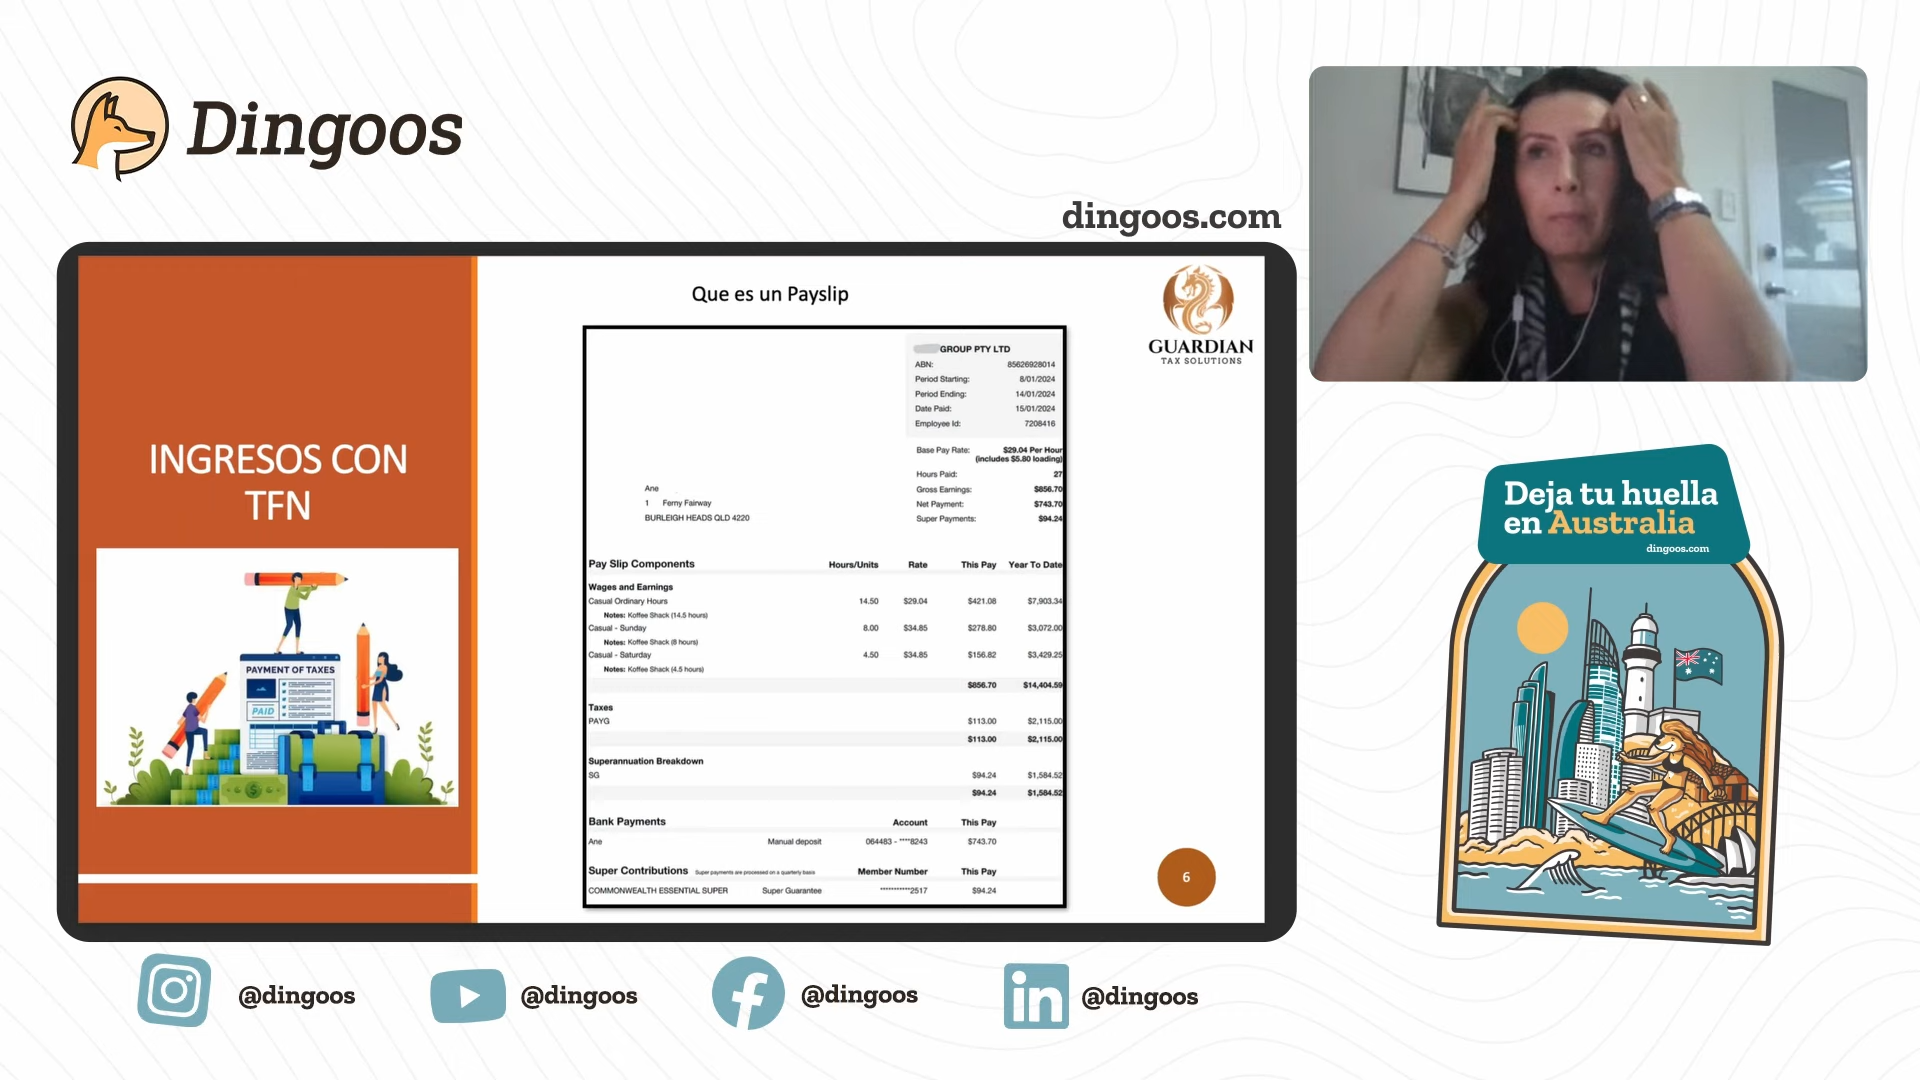 Dingoos
dingoos.com
INGRESOS CON
TFN
PAYMENT OF TAXES
PAID
Que es un Payslip
GUARDIAN
TAX SOLUTIONS
GROUP PTY LTD
ABN: 85626928014
Period Starting: 8/01/2024
Period Ending: 14/01/2024
Date Paid: 15/01/2024
Employee Id: 7208416
Base Pay Rate: $29.04 Per Hour
(includes $5.80 loading)
Hours Paid: 27
Gross Earnings: $856.70
Net Payment: $743.70
Super Payments: $94.24
Ane
1 Ferny Fairway
BURLEIGH HEADS QLD 4220
Pay Slip Components Hours/Units Rate This Pay Year To Date
Wages and Earnings
Casual Ordinary Hours 14.50 $29.04 $421.08 $7,903.34
Notes: Koffee Shack (14.5 hours)
Casual - Sunday 8.00 $34.85 $278.80 $3,072.00
Notes: Koffee Shack (8 hours)
Casual - Saturday 4.50 $34.85 $156.82 $3,429.25
Notes: Koffee Shack (4.5 hours)
$856.70 $14,404.59
Taxes
PAYG $113.00 $2,115.00
$113.00 $2,115.00
Superannuation Breakdown
SG $94.24 $1,584.52
$94.24 $1,584.52
Bank Payments Account This Pay
Ane Manual deposit 064483 - ****8243 $743.70
Super Contributions Super payments are processed on a quarterly basis Member Number This Pay
COMMONWEALTH ESSENTIAL SUPER Super Guarantee ***********2517 $94.24
6
Deja tu huella
en Australia
dingoos.com
@dingoos
@dingoos
@dingoos
@dingoos